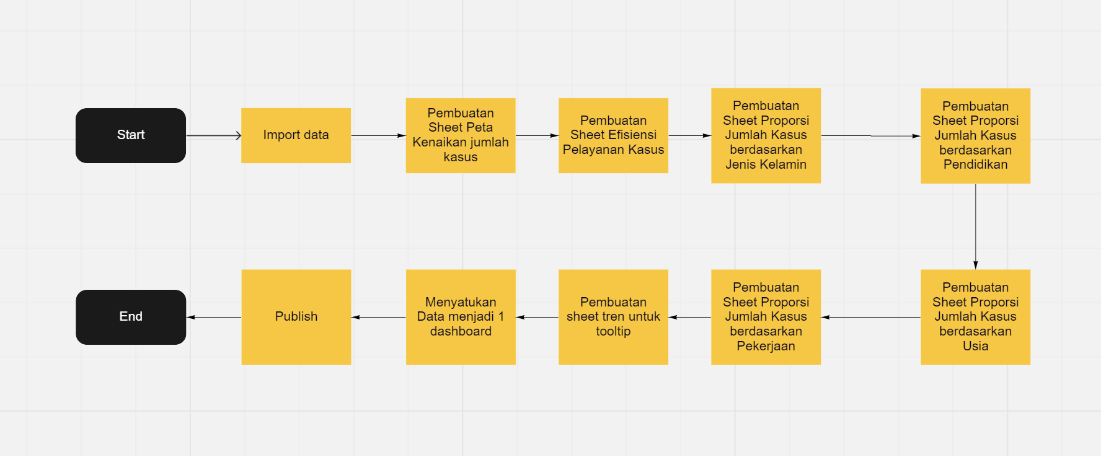 Start
Import data
Pembuatan
Sheet Peta
Kenaikan jumlah
kasus
Pembuatan
Sheet Efisiensi
Pelayanan Kasus
Pembuatan
Sheet Proporsi
Jumlah Kasus
berdasarkan
Jenis Kelamin
Pembuatan
Sheet Proporsi
Jumlah Kasus
berdasarkan
Pendidikan
Pembuatan
Sheet Proporsi
Jumlah Kasus
berdasarkan
Usia
Pembuatan
Sheet Proporsi
Jumlah Kasus
berdasarkan
Pekerjaan
Pembuatan
sheet tren untuk
tooltip
Menyatukan
Data menjadi 1
dashboard
Publish
End